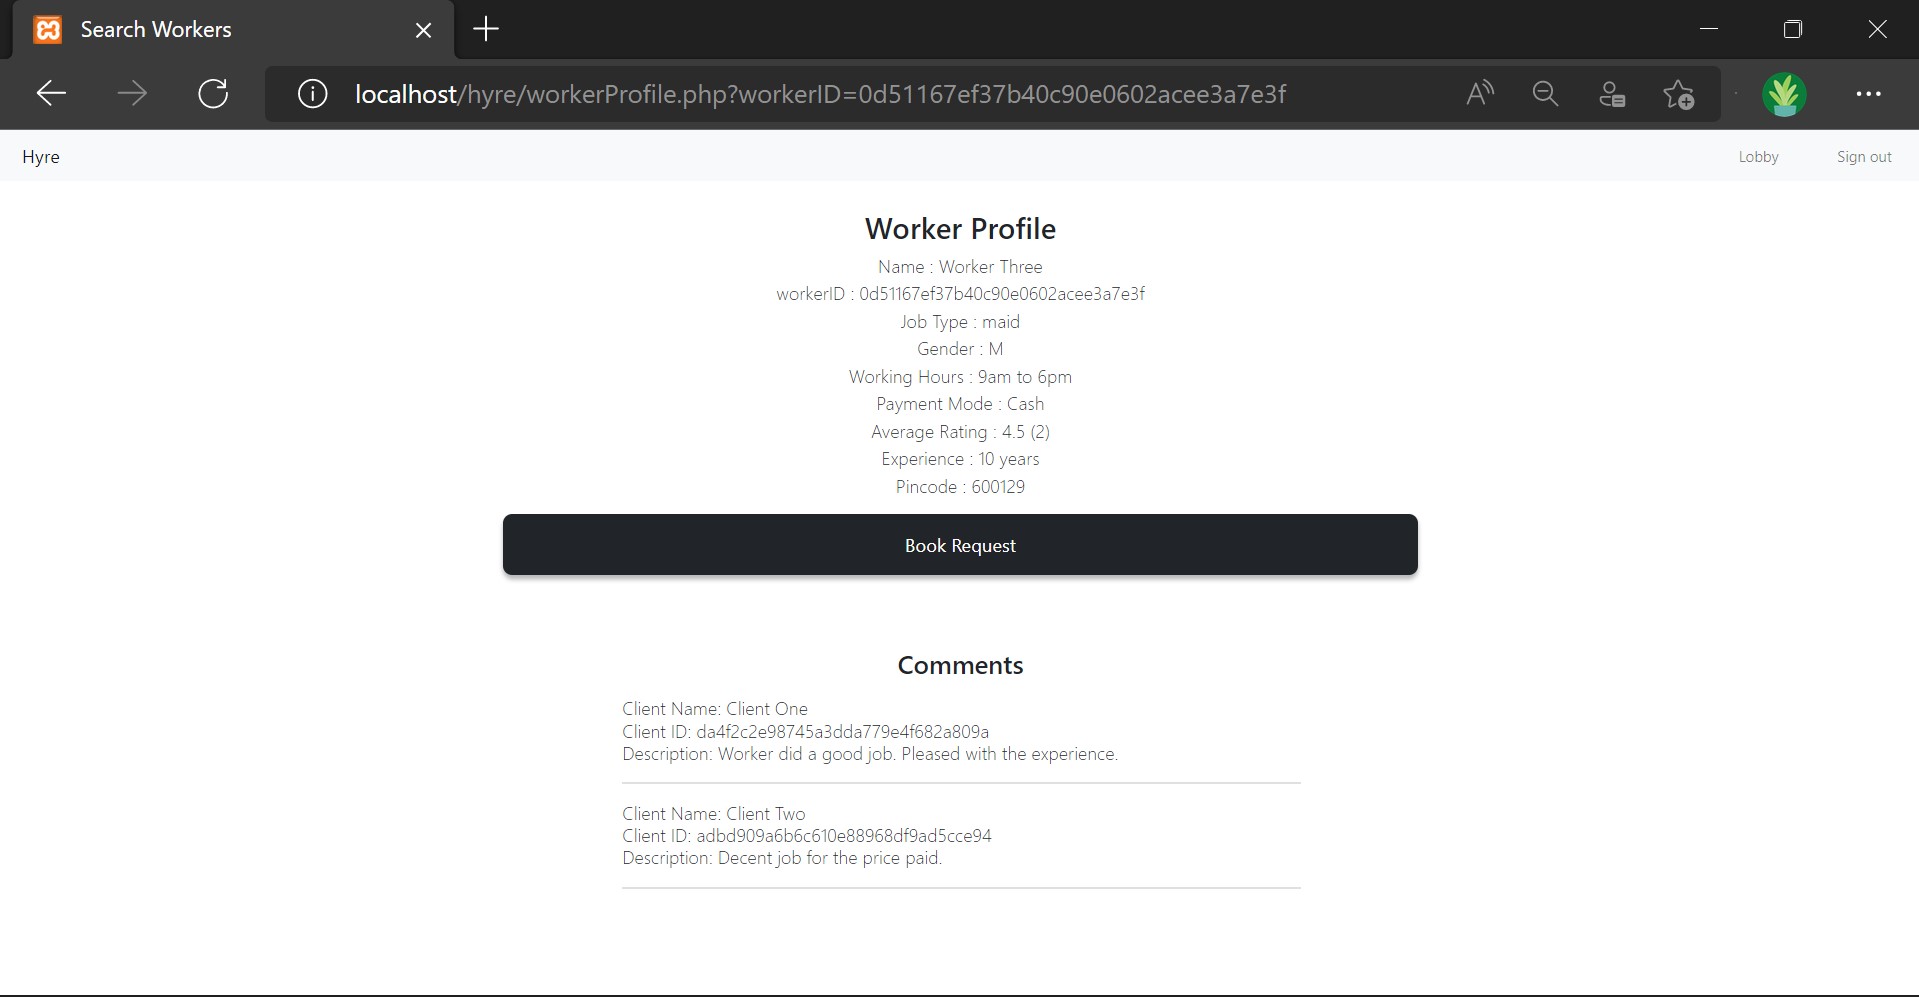 Search Workers
localhost/hyre/workerProfile.php?workerID=0d51167ef37b40c90e0602acee3a7e3f
Hyre
Lobby
Sign out
Worker Profile
Name : Worker Three
workerID : 0d51167ef37b40c90e0602acee3a7e3f
Job Type : maid
Gender : M
Working Hours : 9am to 6pm
Payment Mode : Cash
Average Rating : 4.5 (2)
Experience : 10 years
Pincode : 600129
Book Request
Comments
Client Name: Client One
Client ID: da4f2c2e98745a3dda779e4f682a809a
Description: Worker did a good job. Pleased with the experience.
Client Name: Client Two
Client ID: adbd909a6b6c610e88968df9ad5cce94
Description: Decent job for the price paid.